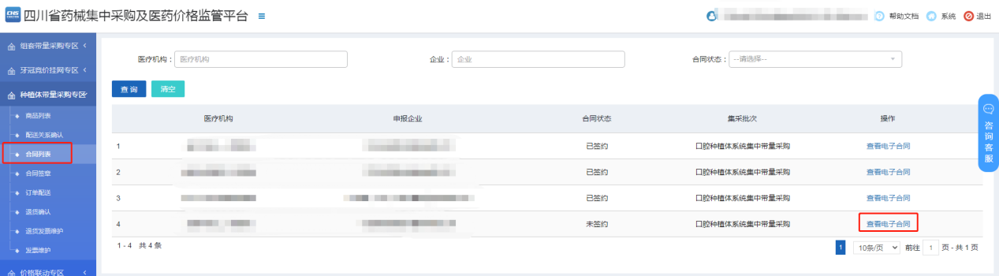 CHS 四川省药械集中采购及医药价格监管平台
帮助文档 系统 退出
组套带量采购专区
牙冠竞价挂网专区
种植体带量采购专区
商品列表
配送关系确认
合同列表
合同签章
订单配送
退货确认
退货发票维护
发票维护
价格联动专区
医疗机构： 医疗机构 企业： 企业 合同状态： --请选择--
查 询 清空
医疗机构 申报企业 合同状态 集采批次 操作
1 已签约 口腔种植体系统集中带量采购 查看电子合同
2 已签约 口腔种植体系统集中带量采购 查看电子合同
3 已签约 口腔种植体系统集中带量采购 查看电子合同
4 未签约 口腔种植体系统集中带量采购 查看电子合同
1 - 4 共 4 条 1 10条/页 前往 1 页 - 共 1 页
咨询客服